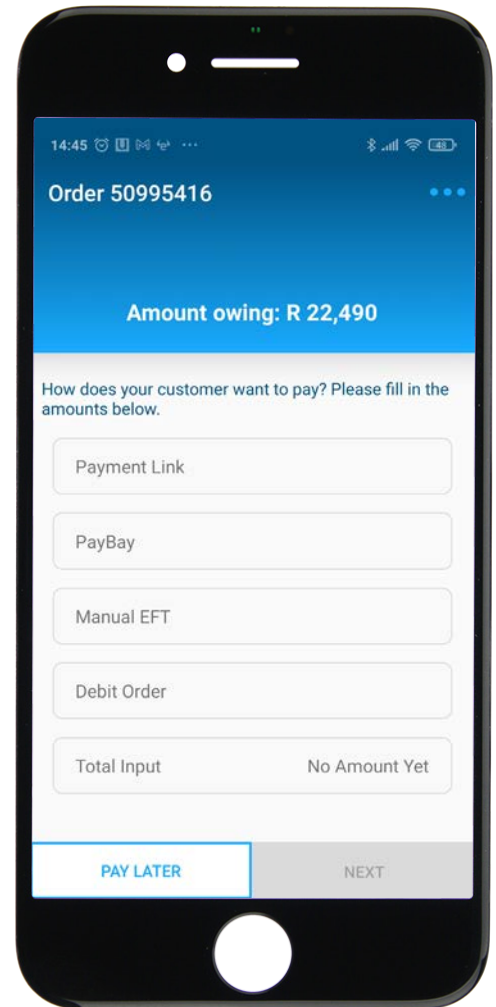 14:45
48
Order 50995416
Amount owing: R 22,490
How does your customer want to pay? Please fill in the
amounts below.
Payment Link
PayBay
Manual EFT
Debit Order
Total Input No Amount Yet
PAY LATER NEXT